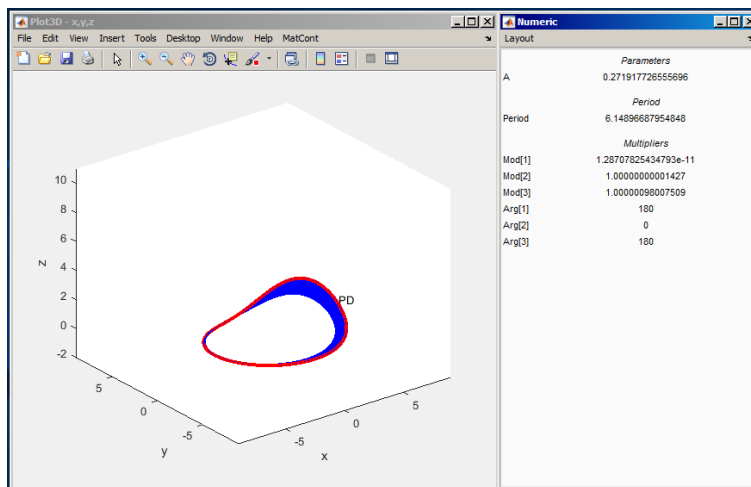 Plot3D - x,y,z
File Edit View Insert Tools Desktop Window Help MatCont
10
8
6
4
2
0
-2
z
5
0
-5
y
-5
0
5
x
PD
Numeric
Layout
Parameters
A 0.271917726555696
Period
Period 6.14896687954848
Multipliers
Mod[1] 1.28707825434793e-11
Mod[2] 1.00000000001427
Mod[3] 1.00000098007509
Arg[1] 180
Arg[2] 0
Arg[3] 180